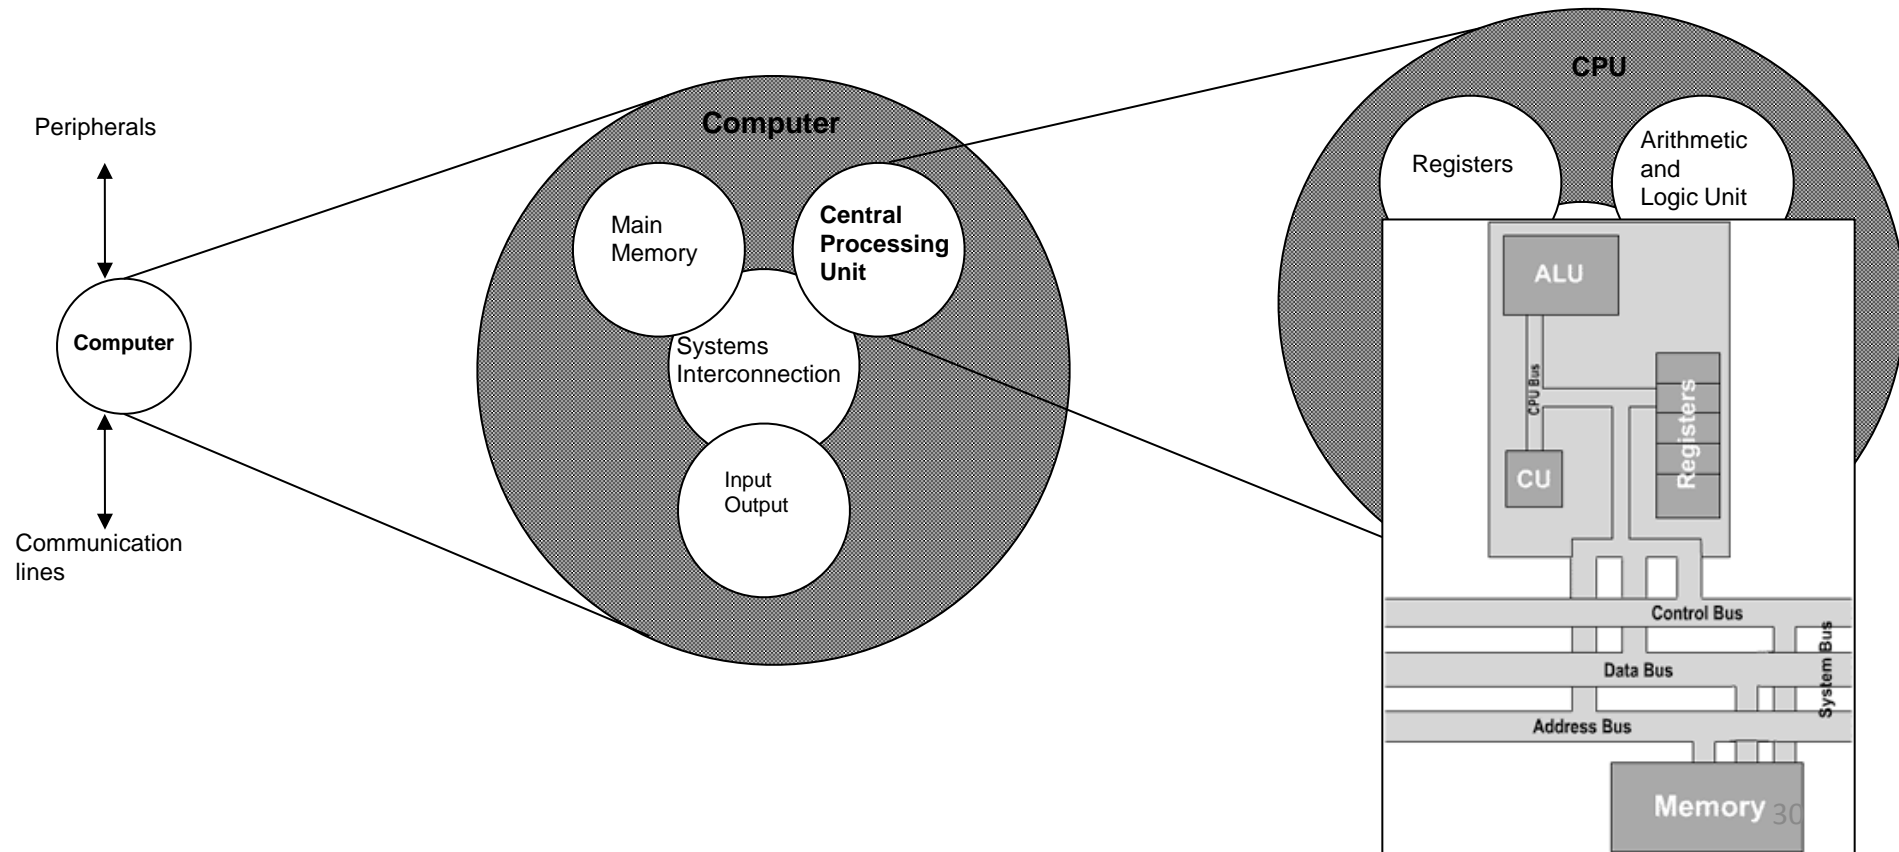 Peripherals
Computer
Communication
lines
Computer
Main
Memory
Central
Processing
Unit
Systems
Interconnection
Input
Output
CPU
Registers
Arithmetic
and
Logic Unit
ALU
CPU Bus
Registers
CU
Control Bus
Data Bus
System Bus
Address Bus
Memory
30